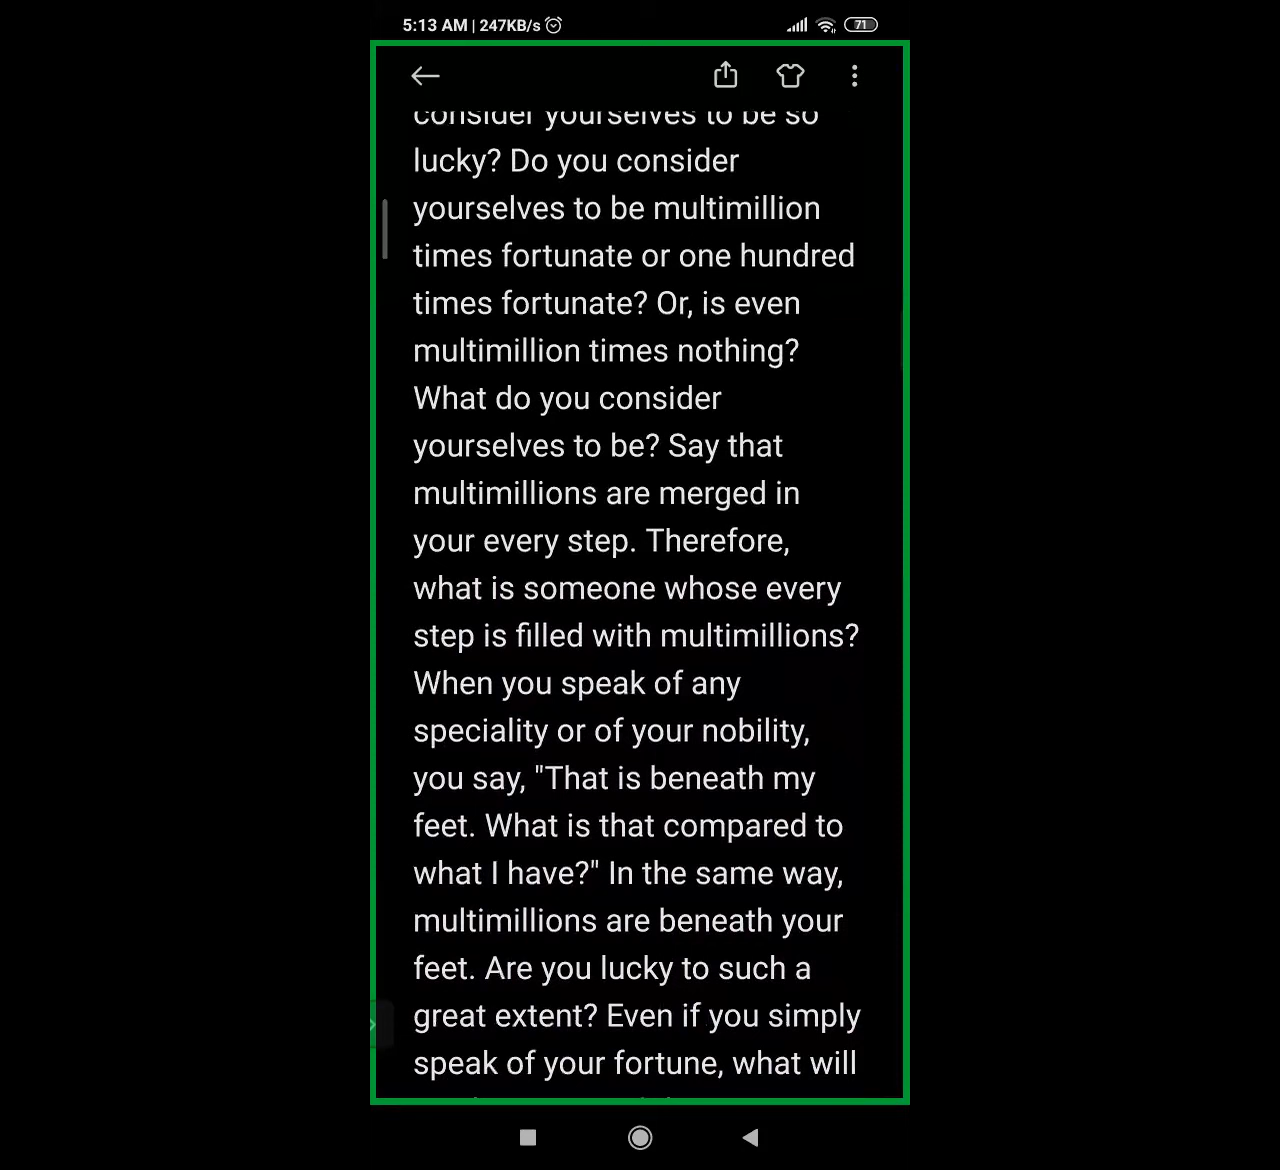 5:13 AM | 247KB/s
71
consider yourselves to be so
lucky? Do you consider
yourselves to be multimillion
times fortunate or one hundred
times fortunate? Or, is even
multimillion times nothing?
What do you consider
yourselves to be? Say that
multimillions are merged in
your every step. Therefore,
what is someone whose every
step is filled with multimillions?
When you speak of any
speciality or of your nobility,
you say, "That is beneath my
feet. What is that compared to
what I have?" In the same way,
multimillions are beneath your
feet. Are you lucky to such a
great extent? Even if you simply
speak of your fortune, what will